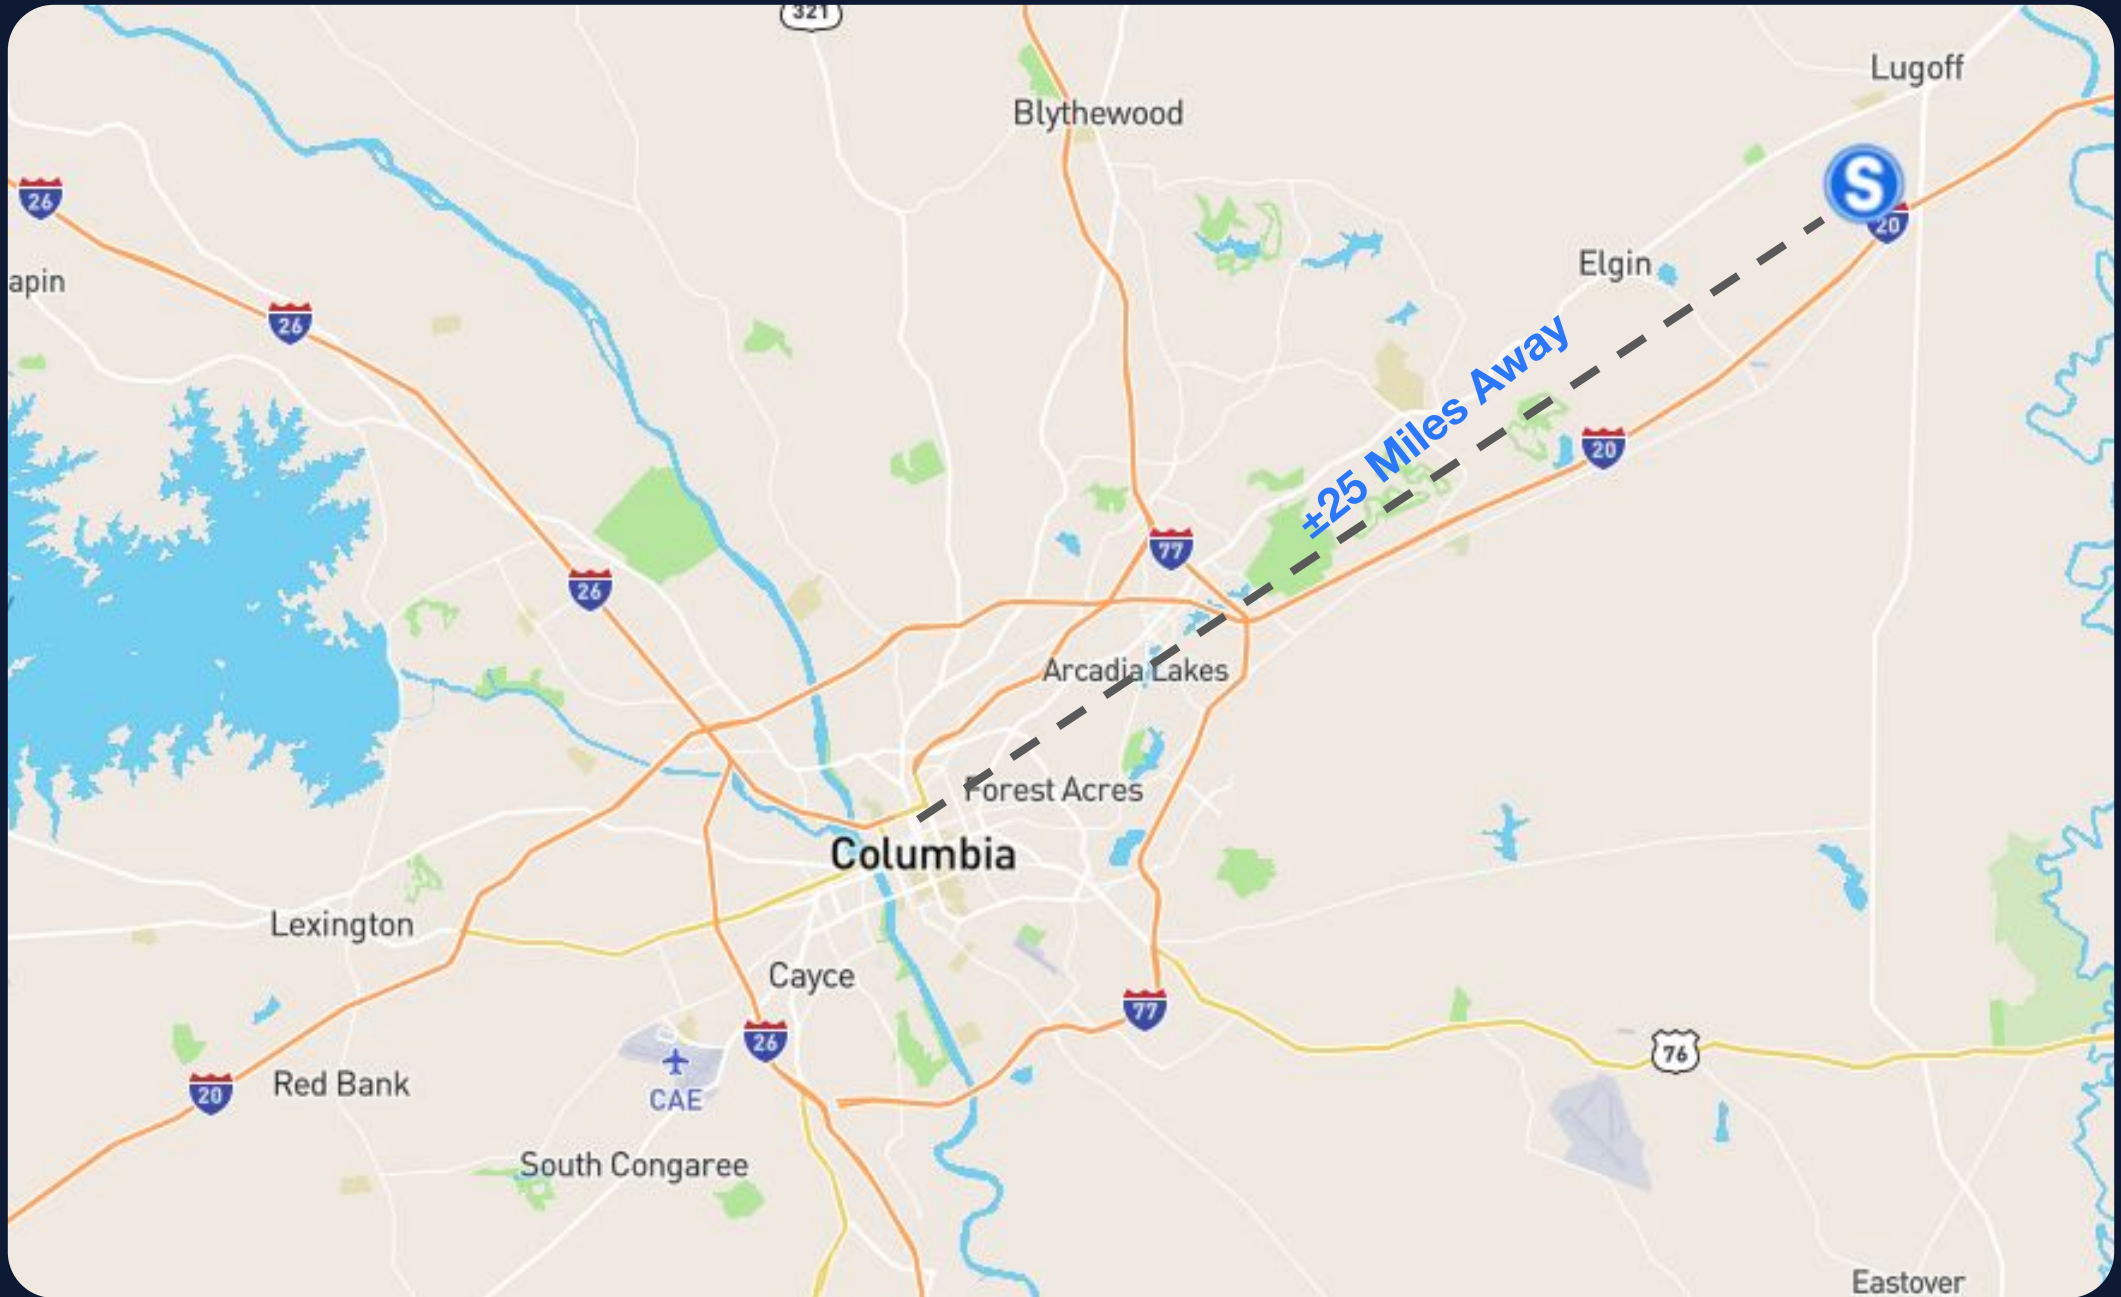 321
Lugoff
Blythewood
S
26
20
Elgin
apin
26
±25 Miles Away
20
77
26
Arcadia Lakes
Forest Acres
Columbia
Lexington
Cayce
77
26
76
20
Red Bank
CAE
South Congaree
Eastover